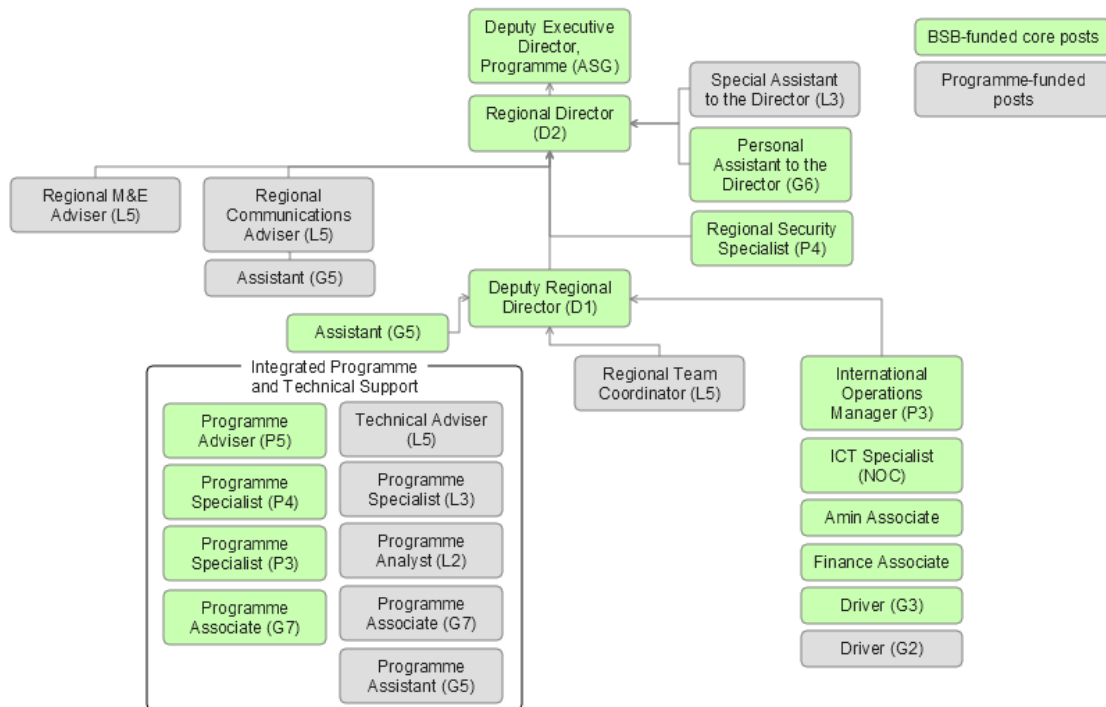 Deputy Executive
Director,
Programme (ASG)
BSB-funded core posts
Special Assistant
to the Director (L3)
Programme-funded
posts
Regional Director
(D2)
Personal
Assistant to the
Director (G6)
Regional M&E
Adviser (L5)
Regional
Communications
Adviser (L5)
Regional Security
Specialist (P4)
Assistant (G5)
Deputy Regional
Director (D1)
Assistant (G5)
Integrated Programme
and Technical Support
Regional Team
Coordinator (L5)
International
Operations
Manager (P3)
Programme
Adviser (P5)
Technical Adviser
(L5)
Programme
Specialist (P4)
Programme
Specialist (L3)
Programme
Specialist (P3)
Programme
Analyst (L2)
Programme
Associate (G7)
Programme
Associate (G7)
Programme
Assistant (G5)
ICT Specialist
(NOC)
Amin Associate
Finance Associate
Driver (G3)
Driver (G2)